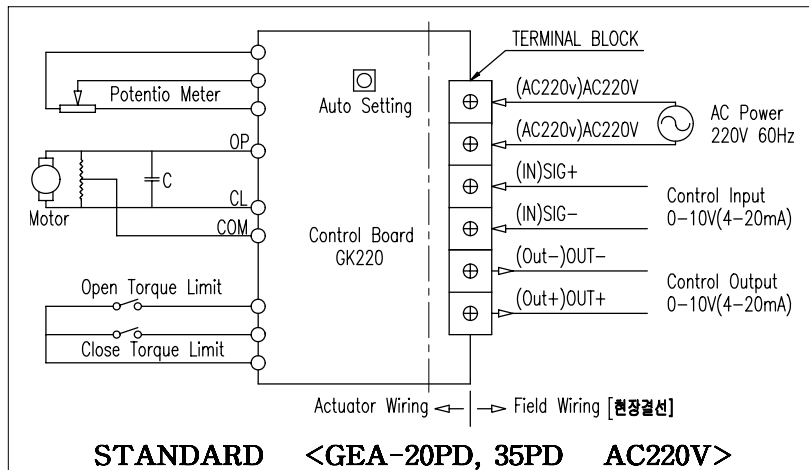 TERMINAL BLOCK
Potentio Meter
Auto Setting
(AC220v)AC220V
(AC220v)AC220V
AC Power
220V 60Hz
OP
C
CL
COM
Motor
(IN)SIG+
(IN)SIG-
Control Input
0-10V(4-20mA)
Control Board
GK220
(Out-)OUT-
(Out+)OUT+
Control Output
0-10V(4-20mA)
Open Torque Limit
Close Torque Limit
Actuator Wiring
Field Wiring [현장결선]
STANDARD <GEA-20PD, 35PD AC220V>